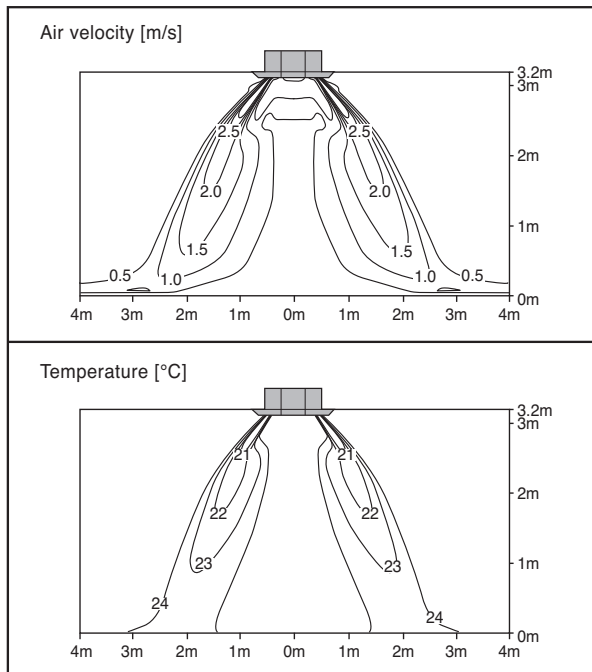 Air velocity [m/s]
3.2m
3m
2.5 2.5
2m
2.0 2.0
1.5 1.5
1m
0.5 1.0 1.0 0.5
0m
4m 3m 2m 1m 0m 1m 2m 3m 4m
Temperature [°C]
3.2m
3m
21 21
2m
22 22
23 23
1m
24 24
0m
4m 3m 2m 1m 0m 1m 2m 3m 4m